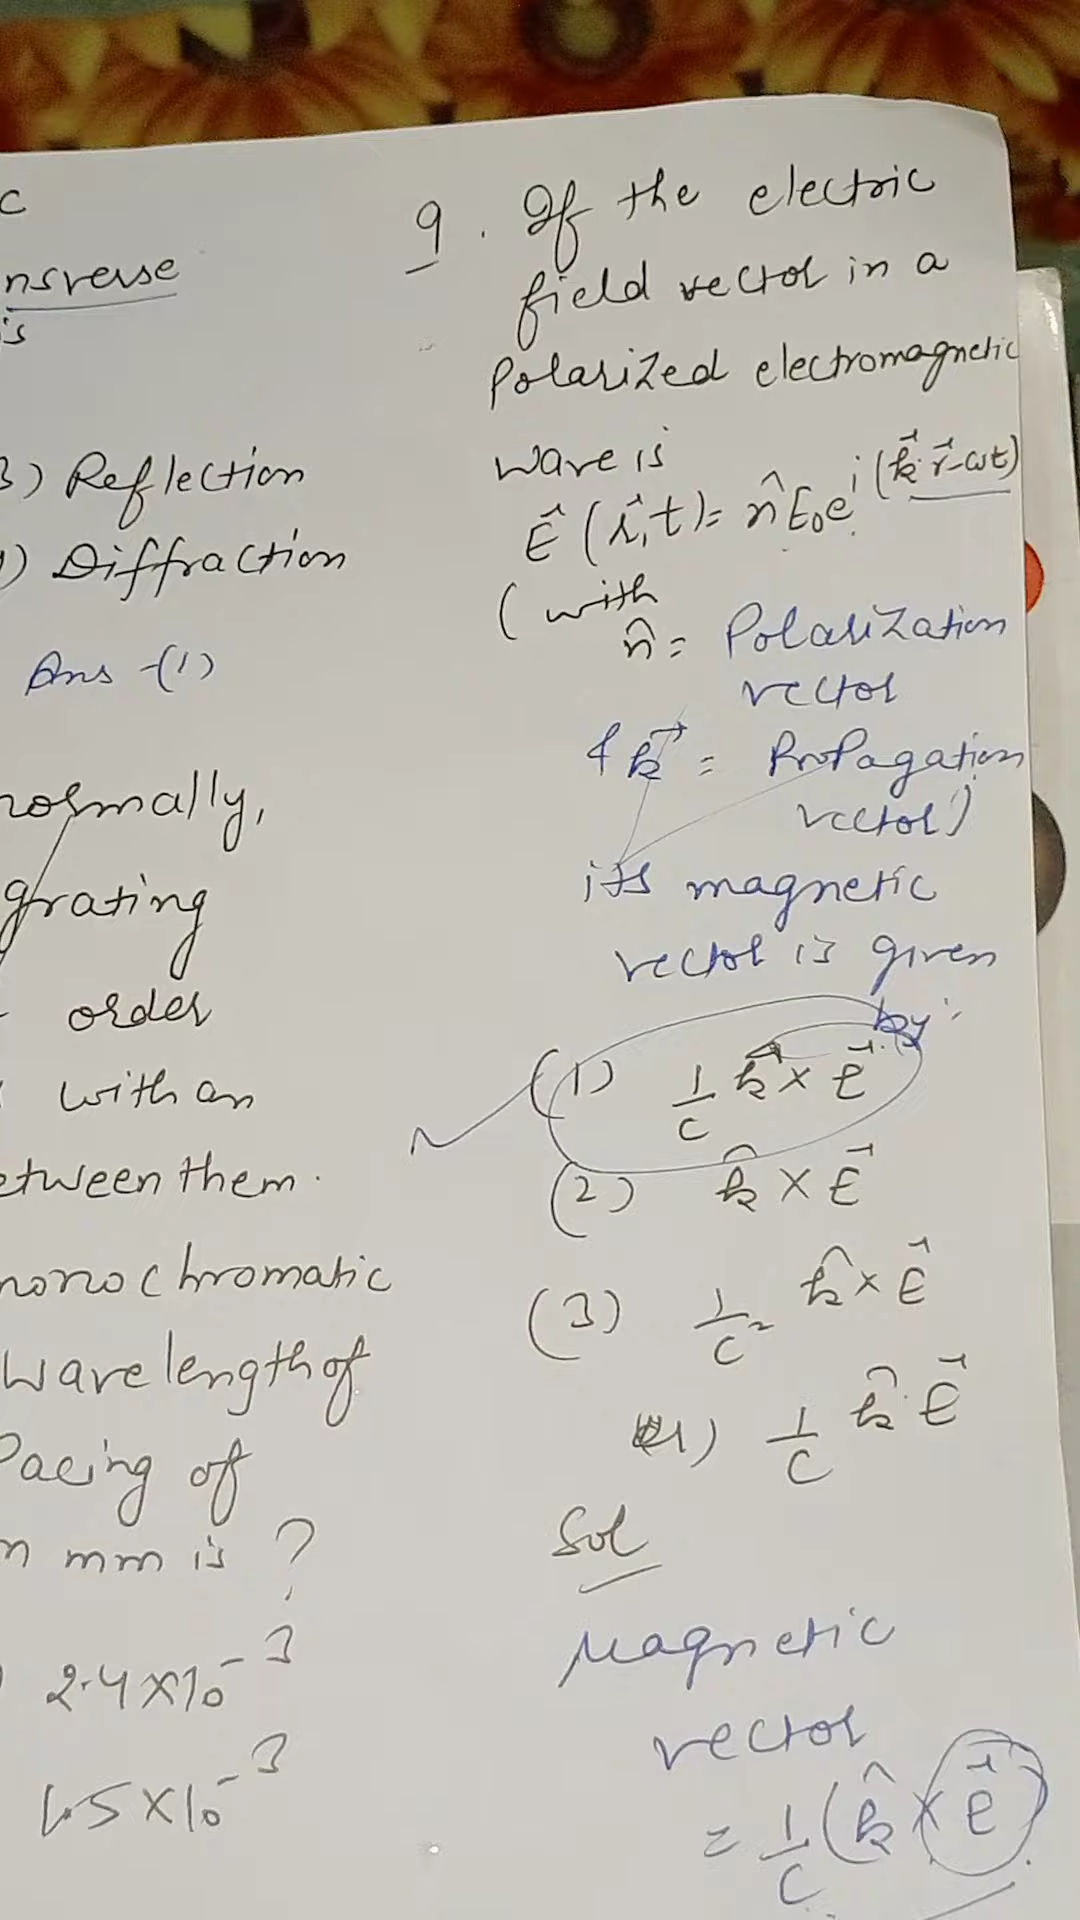 c
nsverse
is
3) Reflection
) Diffraction
Ans -(1)
normally,
grating
order
with an
etween them.
monochromatic
wavelength of
Pacing of
n mm is ?
2.4×10⁻³
1.5×10⁻³
9. If the electric
field vector in a
Polarized electromagnetic
wave is
E⃗ (r⃗,t)= n̂E₀e^i(k⃗.r⃗-ωt)
(with
n̂ = Polarization
vector
& k⃗ = Propagation
vector)
its magnetic
vector is given
by:
(1) 1/c k̂ × E⃗
(2) k̂ × E⃗
(3) 1/c² k̂ × E⃗
(4) 1/c k̂.E⃗
Sol
Magnetic
vector
= 1/c (k̂ × E⃗)